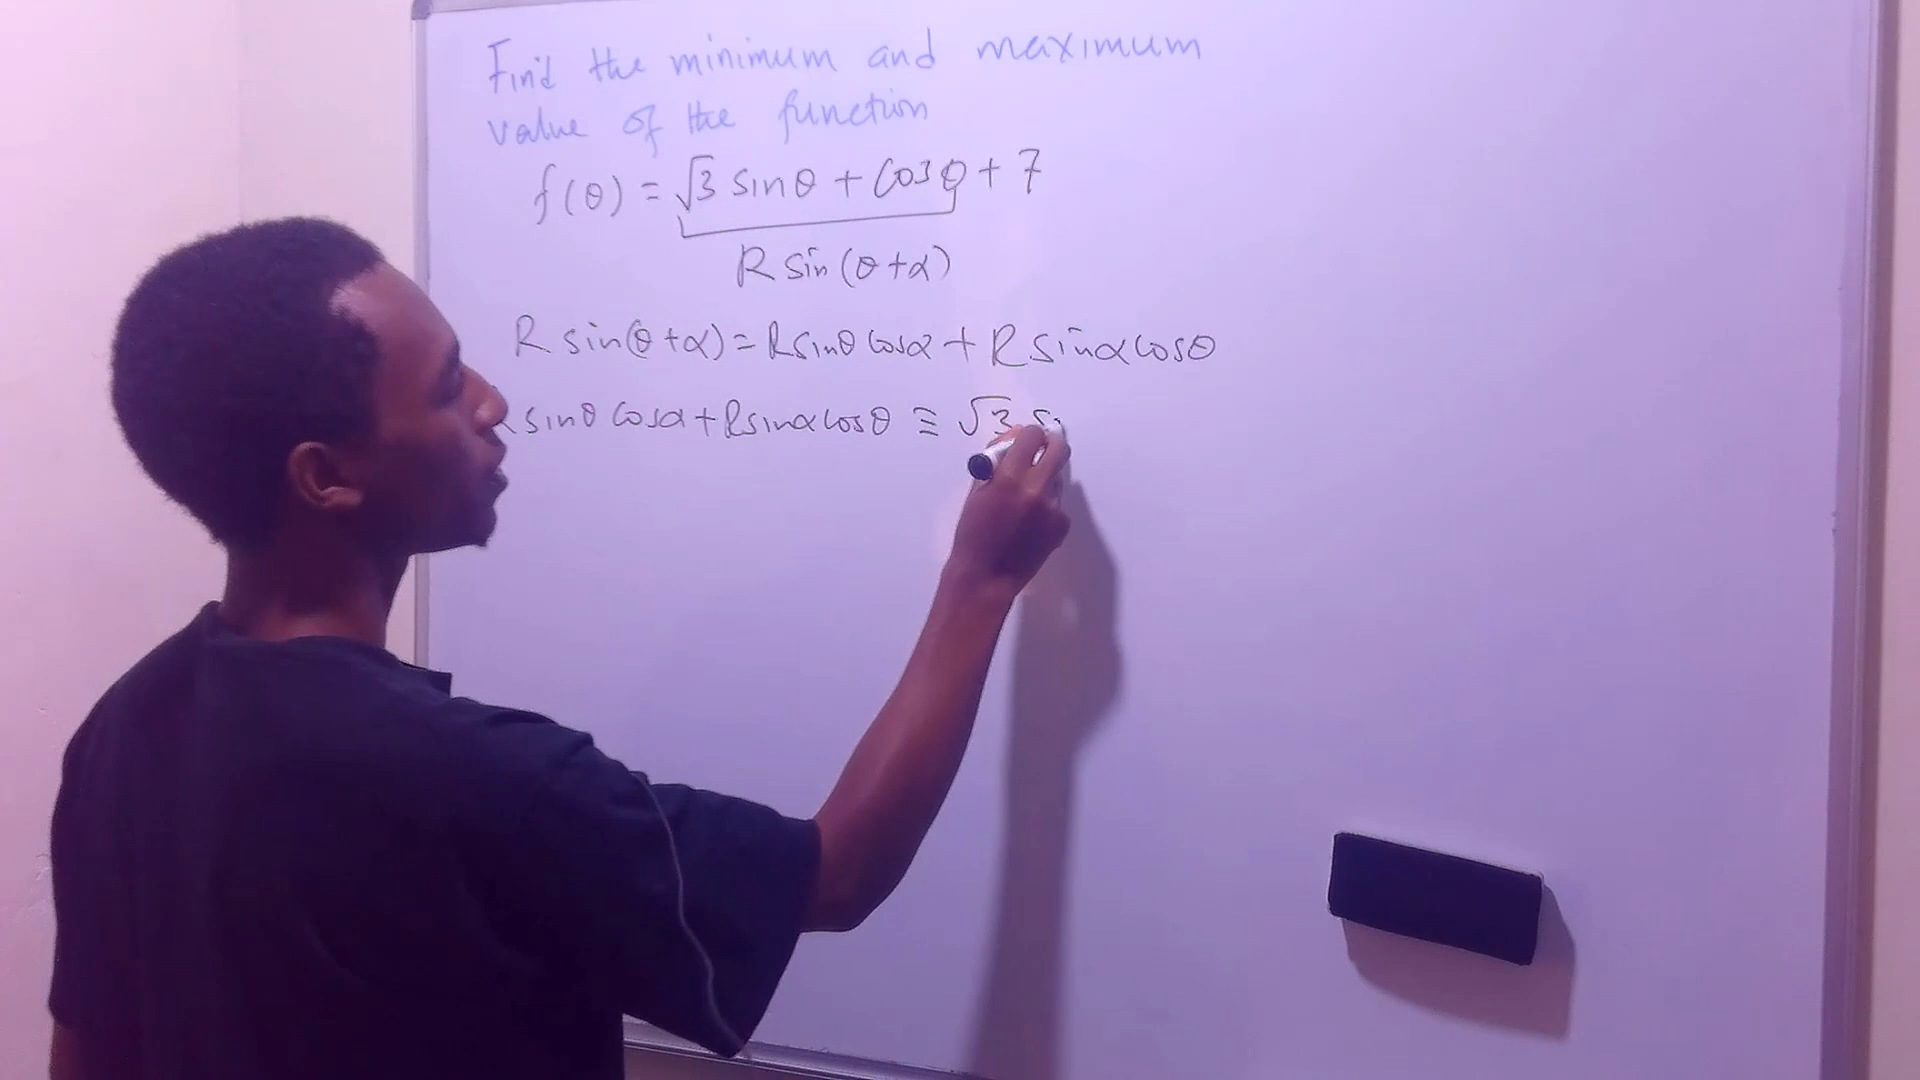 Find the minimum and maximum
value of the function
f(θ) = √3 sinθ + cosθ + 7
R sin(θ+α)
R sin(θ+α) = R sinθ cosα + R sinα cosθ
sinθ cosα + R sinα cosθ ≡ √3